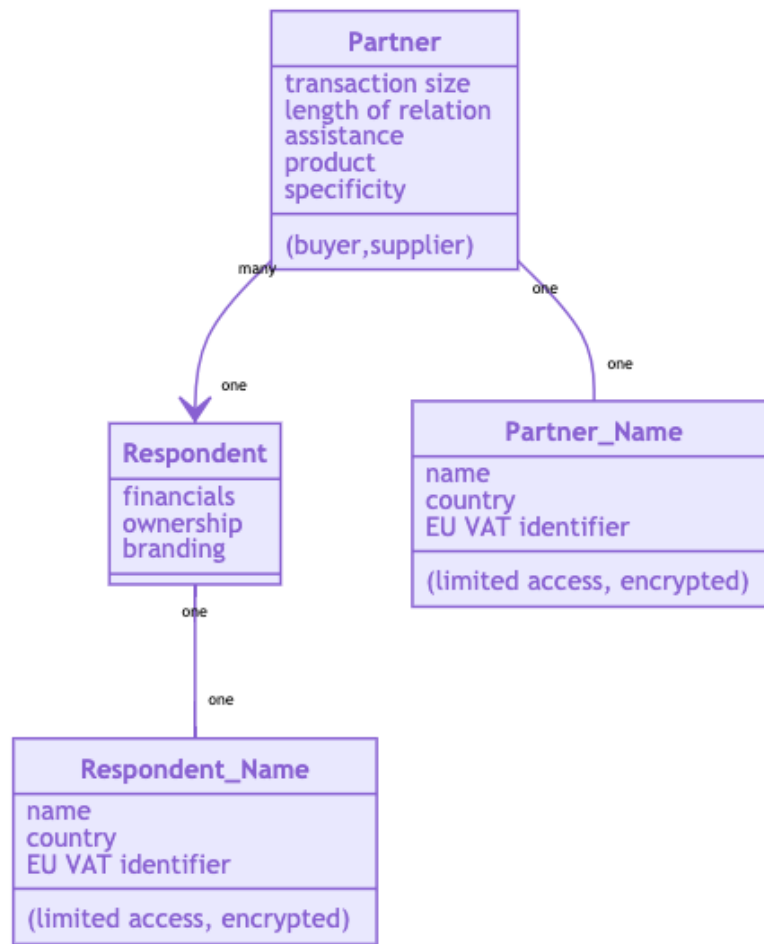 Partner
transaction size
length of relation
assistance
product
specificity
(buyer,supplier)
many
one
one
one
Respondent
financials
ownership
branding
Partner_Name
name
country
EU VAT identifier
(limited access, encrypted)
one
one
Respondent_Name
name
country
EU VAT identifier
(limited access, encrypted)